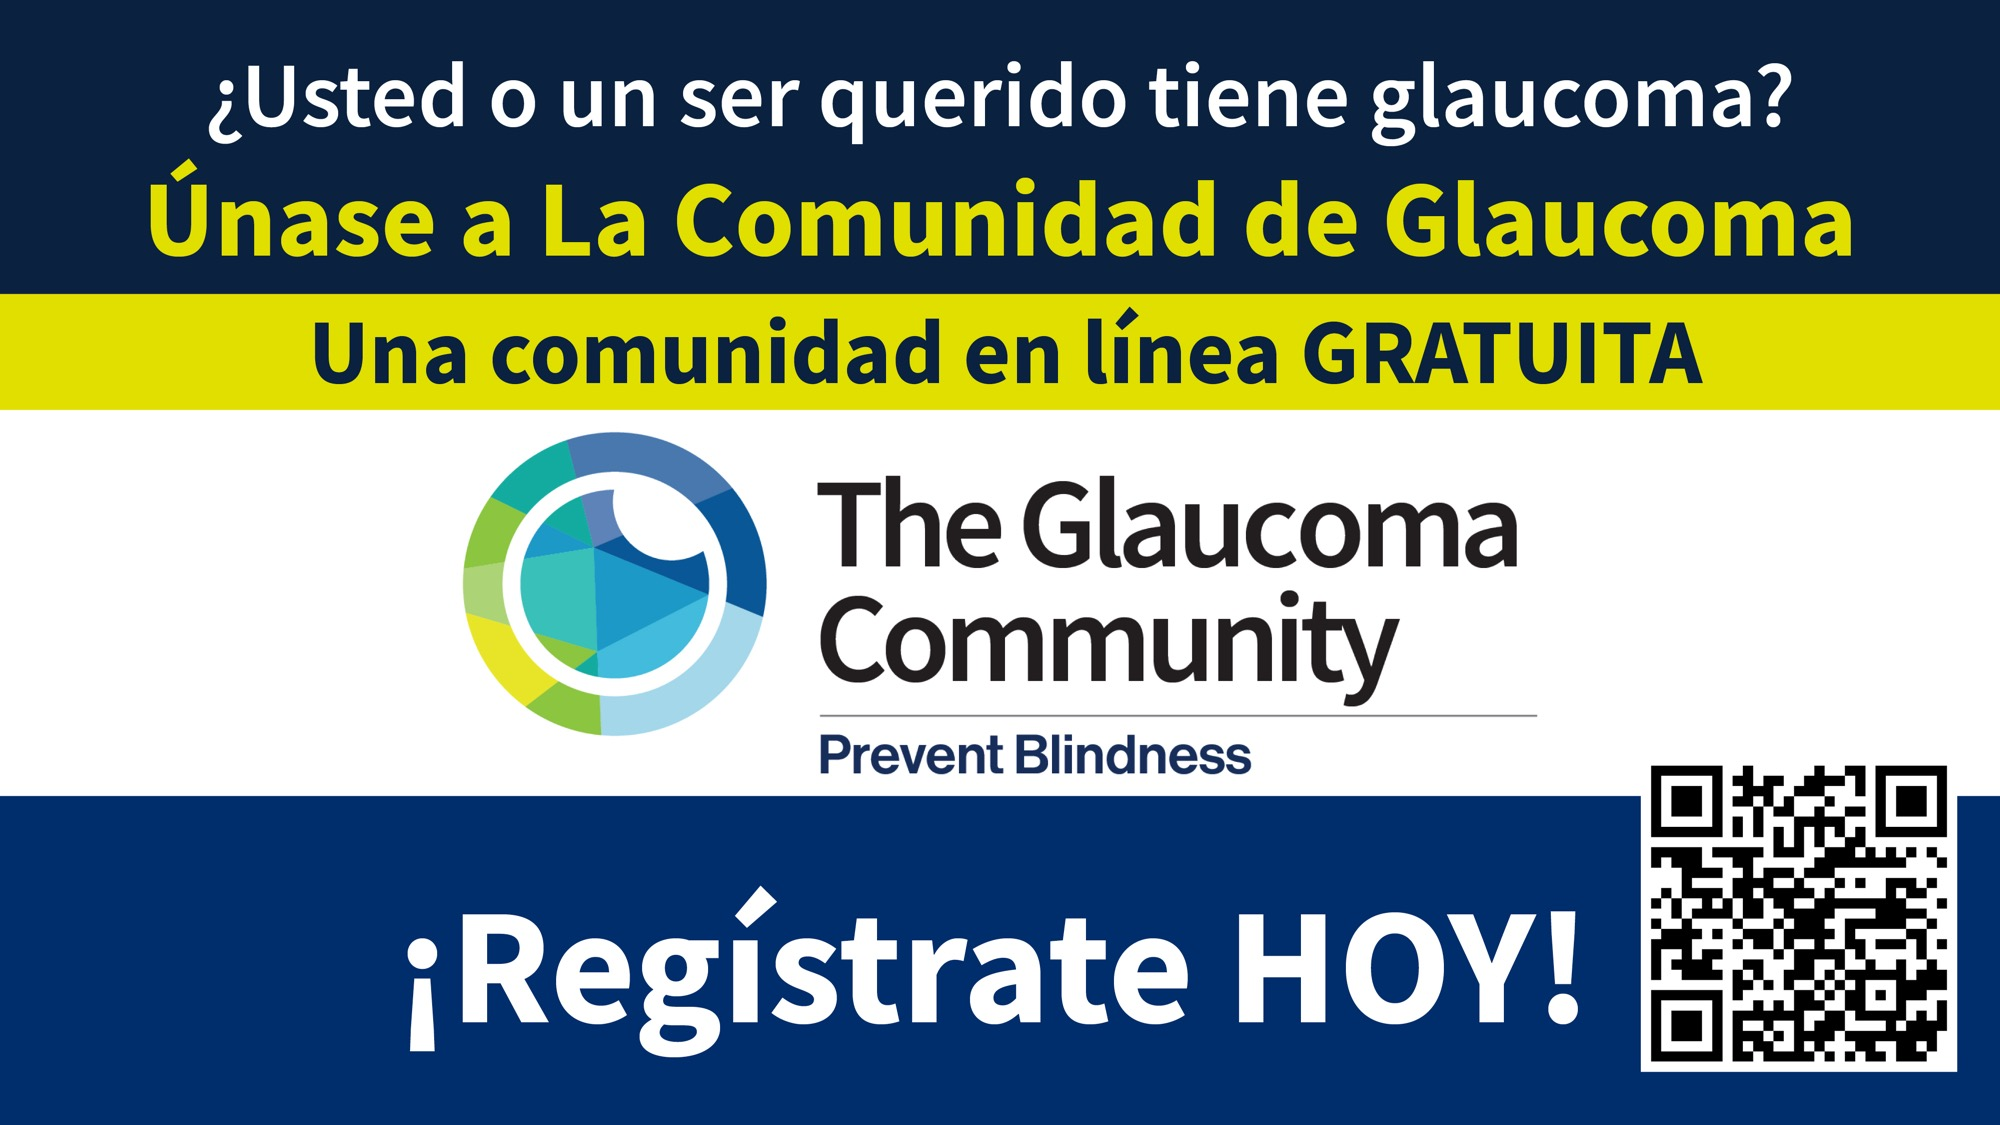 ¿Usted o un ser querido tiene glaucoma?
Únase a La Comunidad de Glaucoma
Una comunidad en línea GRATUITA
The Glaucoma
Community
Prevent Blindness
¡Regístrate HOY!